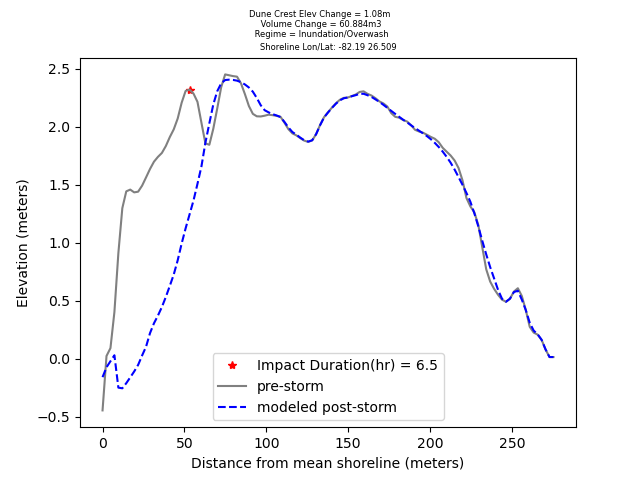 Dune Crest Elev Change = 1.08m
Volume Change = 60.884m3
Regime = Inundation/Overwash
Shoreline Lon/Lat: -82.19 26.509
2.5
2.0
1.5
1.0
0.5
0.0
−0.5
Elevation (meters)
Impact Duration(hr) = 6.5
pre-storm
modeled post-storm
0 50 100 150 200 250
Distance from mean shoreline (meters)